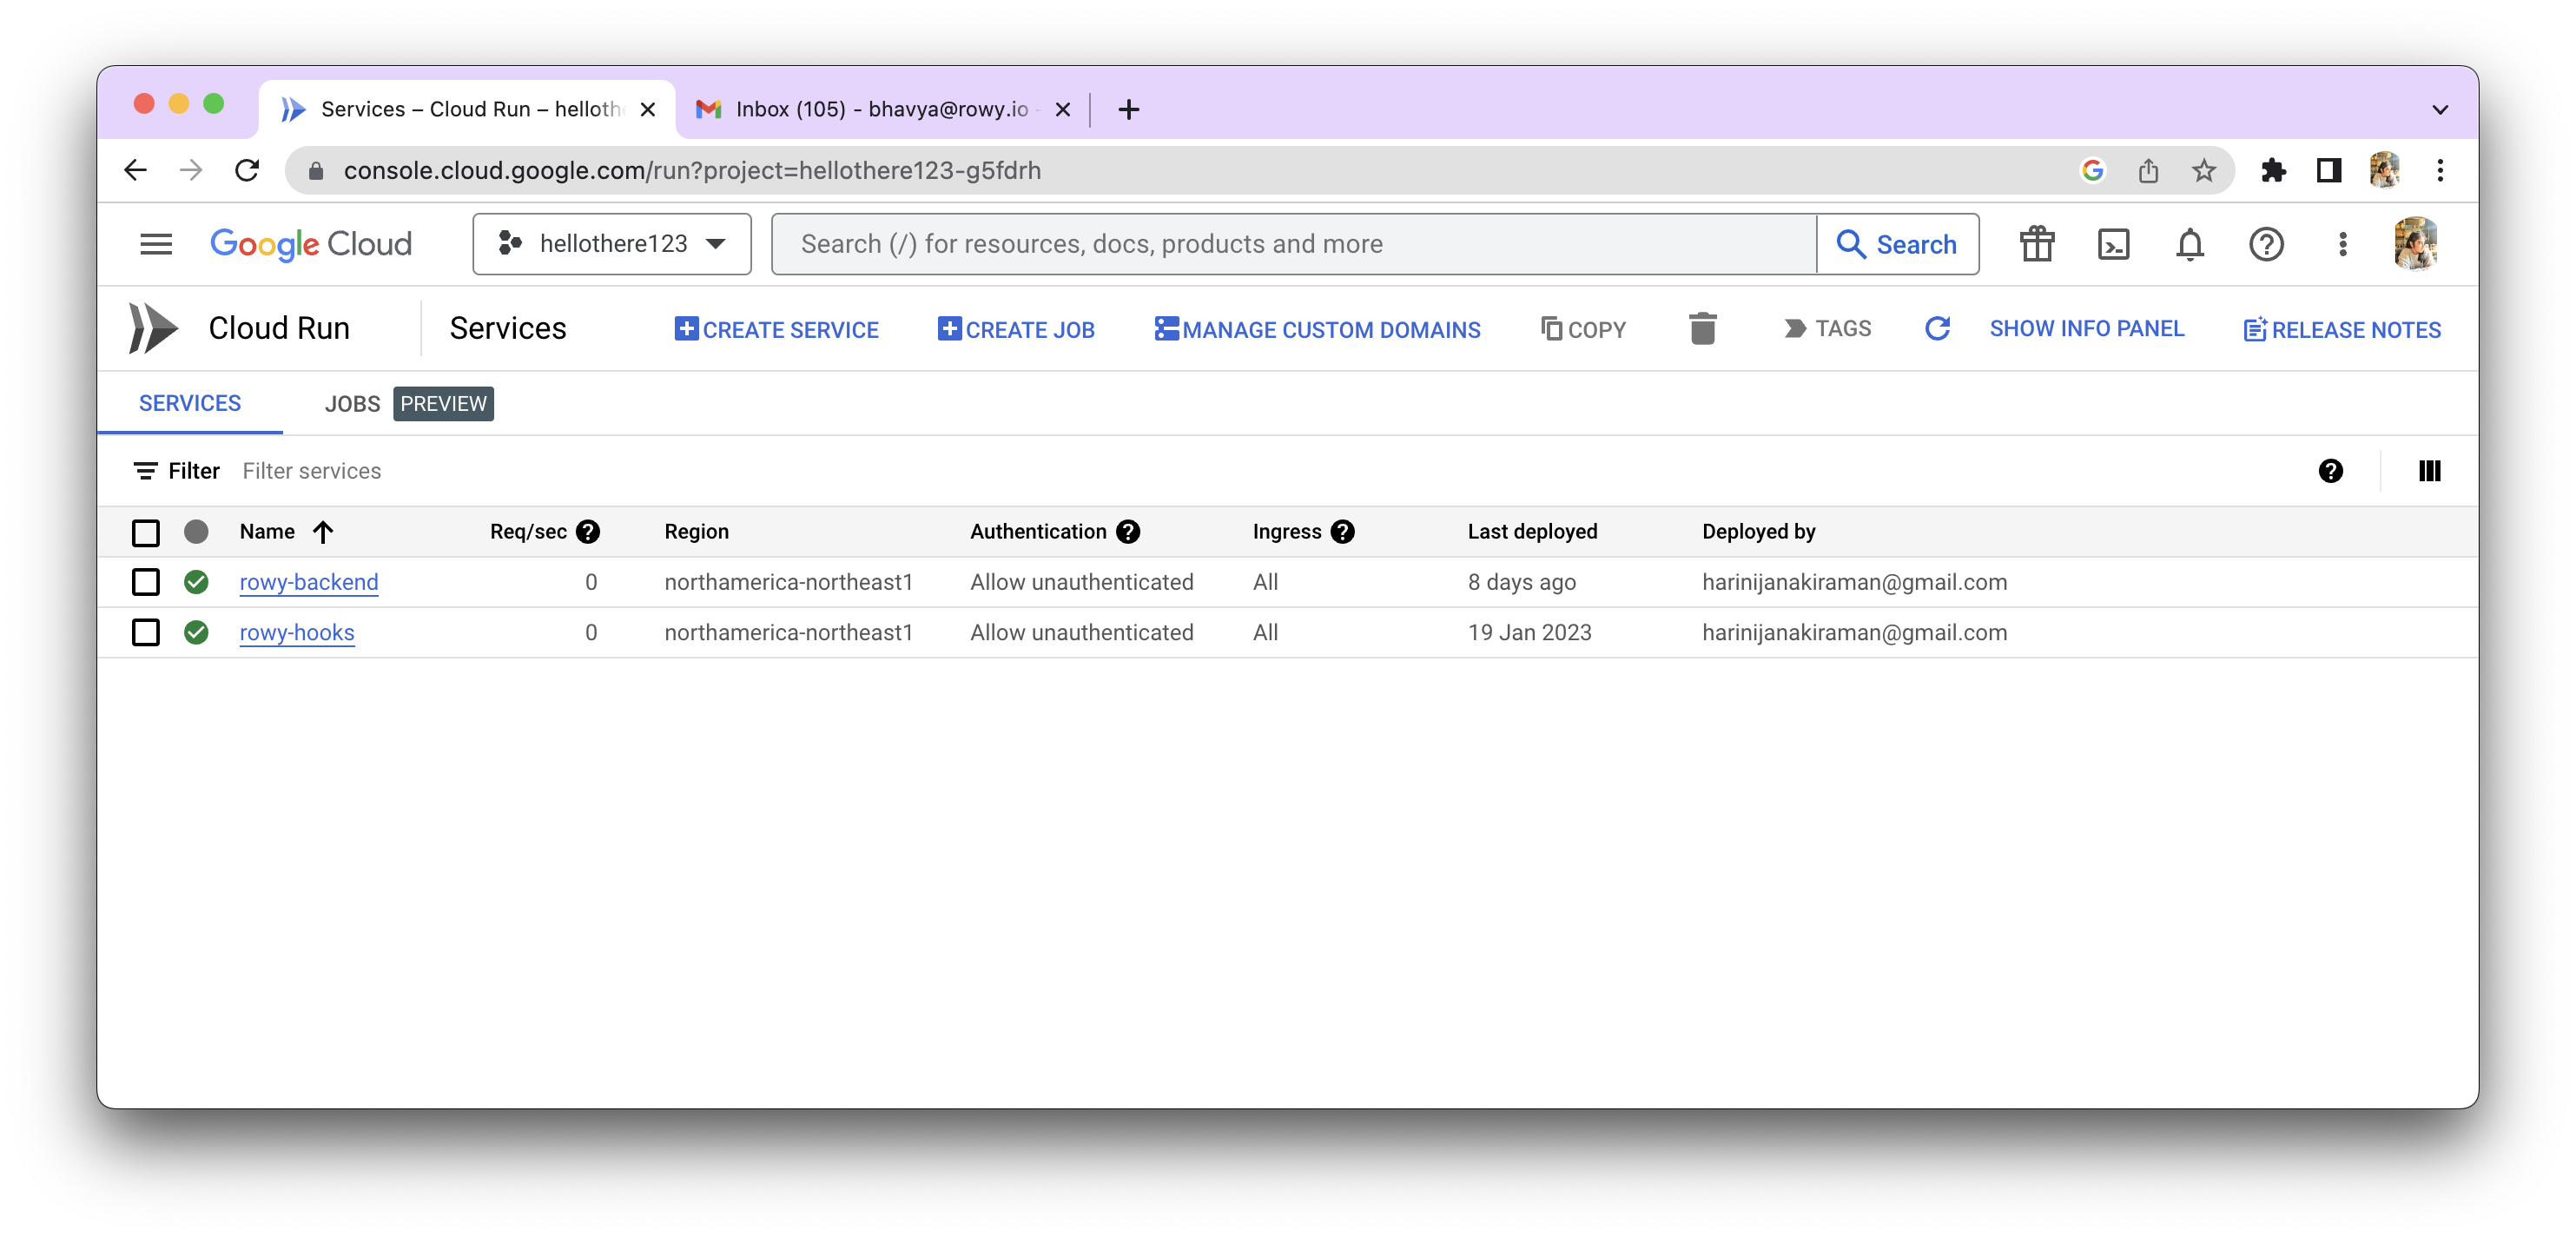 Services – Cloud Run – helloth
Inbox (105) - bhavya@rowy.io -
console.cloud.google.com/run?project=hellothere123-g5fdrh
Google Cloud
hellothere123
Search (/) for resources, docs, products and more
Search
Cloud Run
Services
CREATE SERVICE
CREATE JOB
MANAGE CUSTOM DOMAINS
COPY
TAGS
SHOW INFO PANEL
RELEASE NOTES
SERVICES
JOBS PREVIEW
Filter Filter services
Name Req/sec Region Authentication Ingress Last deployed Deployed by
rowy-backend 0 northamerica-northeast1 Allow unauthenticated All 8 days ago harinijanakiraman@gmail.com
rowy-hooks 0 northamerica-northeast1 Allow unauthenticated All 19 Jan 2023 harinijanakiraman@gmail.com